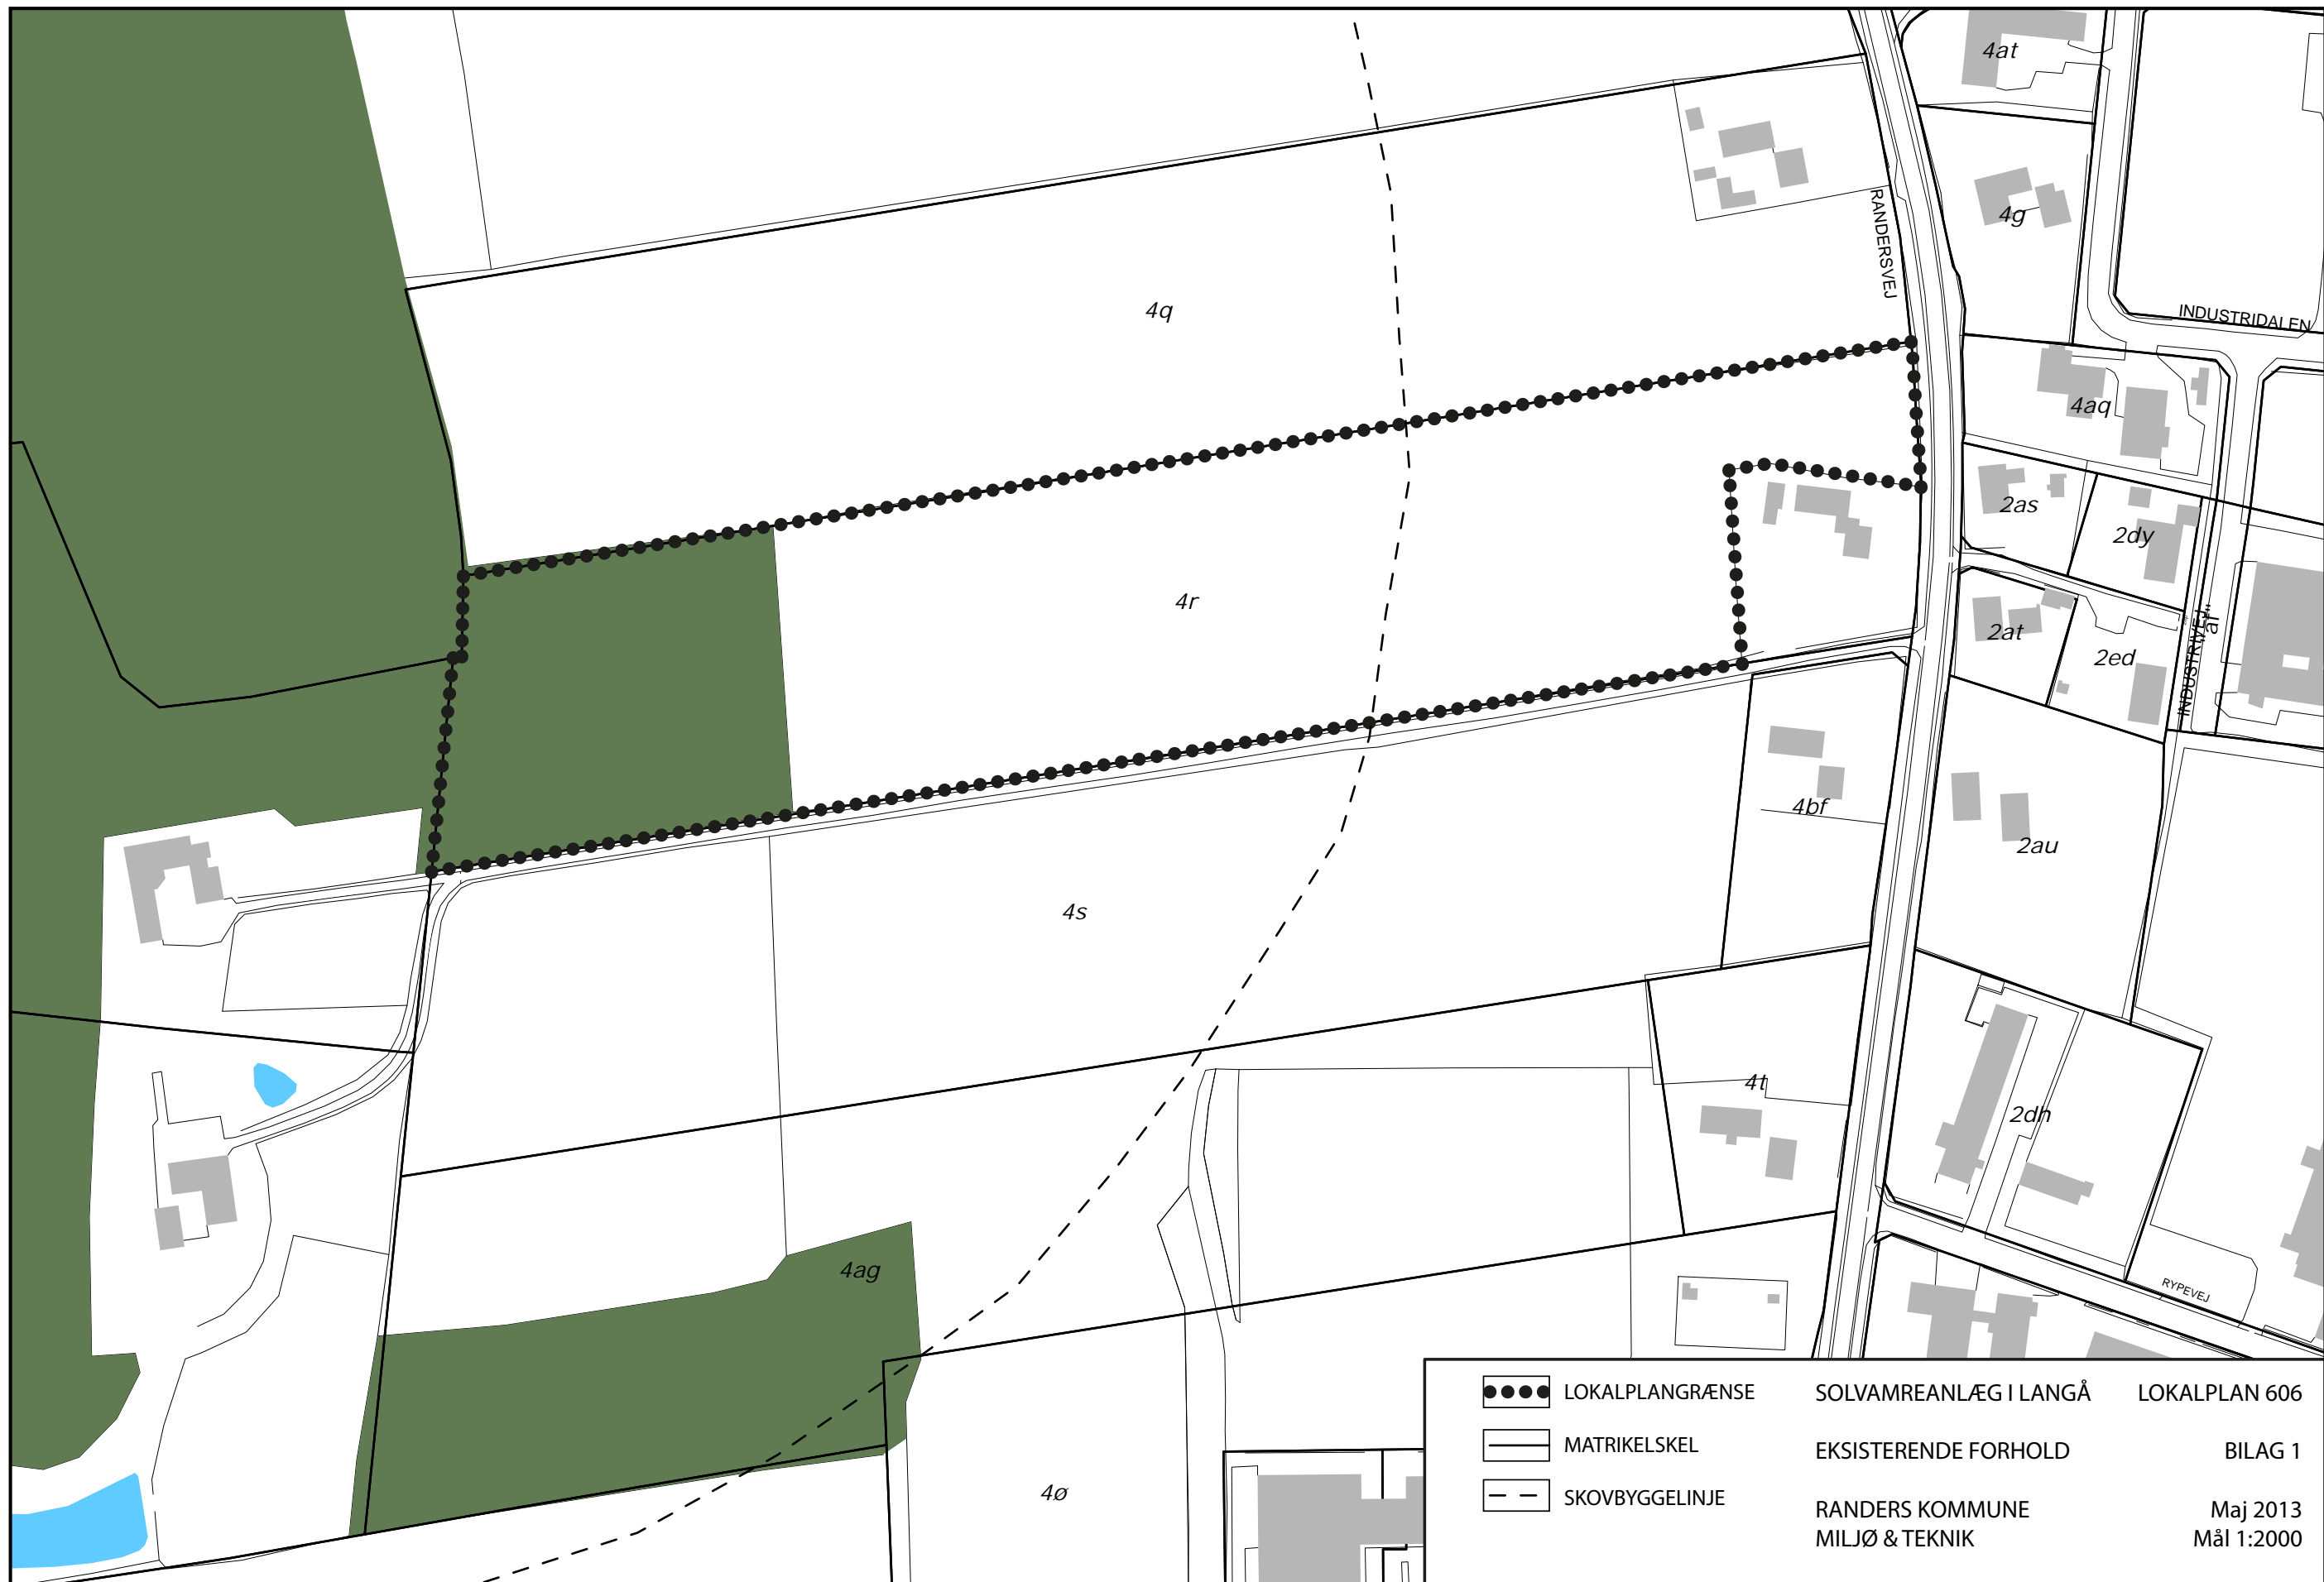 4at
4g
RANDERSVEJ
4q
INDUSTRIDALEN
4aq
2as
2dy
4r
INDUSTRIVEJ
"af"
2at
2ed
4bf
2au
4s
4t
2dh
4ag
RYPEVEJ
4ø
LOKALPLANGRÆNSE
MATRIKELSKEL
SKOVBYGGELINJE
SOLVAMREANLÆG I LANGÅ LOKALPLAN 606
EKSISTERENDE FORHOLD BILAG 1
RANDERS KOMMUNE Maj 2013
MILJØ & TEKNIK Mål 1:2000